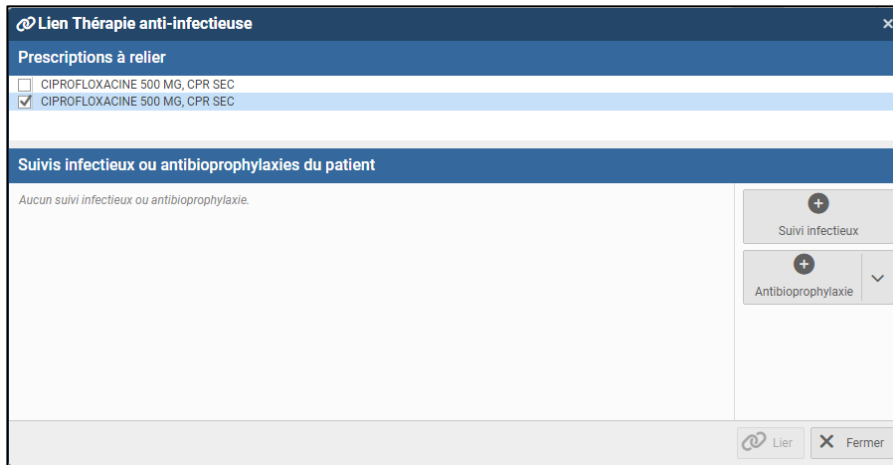 Lien Thérapie anti-infectieuse
Prescriptions à relier
CIPROFLOXACINE 500 MG, CPR SEC
CIPROFLOXACINE 500 MG, CPR SEC
Suivis infectieux ou antibioprophylaxies du patient
Aucun suivi infectieux ou antibioprophylaxie.
Suivi infectieux
Antibioprophylaxie
Lier
Fermer